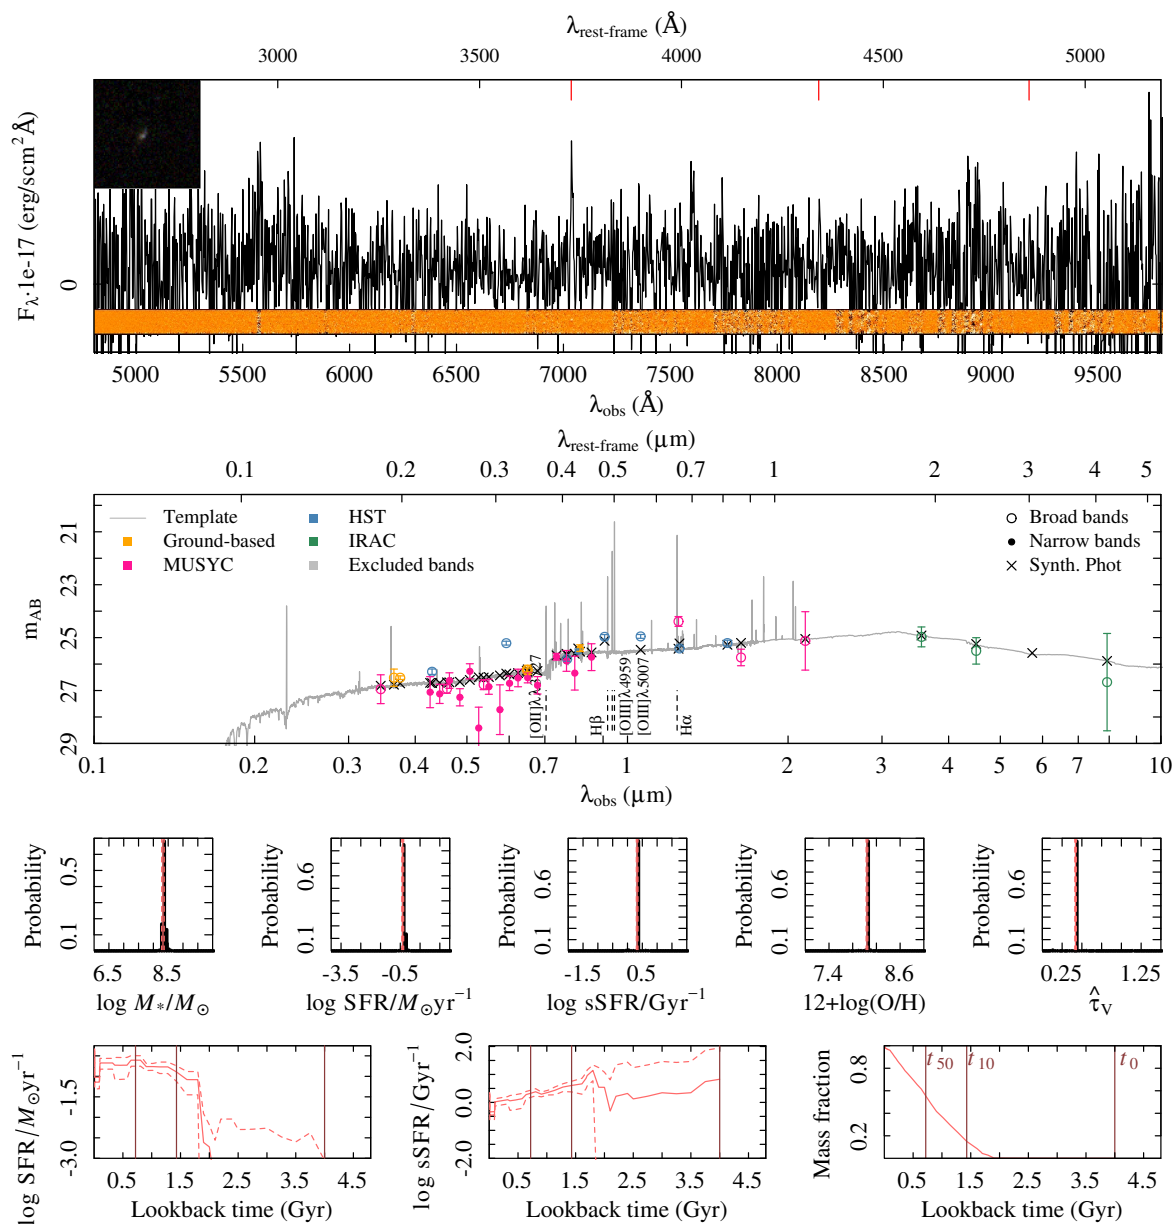 λrest-frame (Å)
3000 3500 4000 4500 5000
Fλ·1e-17 (erg/scm² Å)
0
5000 5500 6000 6500 7000 7500 8000 8500 9000 9500
λobs (Å)
λrest-frame (μm)
0.1 0.2 0.3 0.4 0.5 0.7 1 2 3 4 5
mAB
21 23 25 27 29
Template
Ground-based
MUSYC
HST
IRAC
Excluded bands
Broad bands
Narrow bands
Synth. Phot
Hβ
[OIII]λ4959
[OIII]λ5007
Hα
0.1 0.2 0.3 0.4 0.5 0.7 1 2 3 4 5 6 7 8 10
λobs (μm)
Probability
0.1 0.5
6.5 8.5
log M*/M⊙
Probability
0.1 0.6
-3.5 -0.5
log SFR/M⊙yr⁻¹
Probability
0.1 0.6
-1.5 0.5
log sSFR/Gyr⁻¹
Probability
0.1 0.6
7.4 8.6
12+log(O/H)
Probability
0.1 0.6
0.25 1.25
τ̂V
log SFR/M⊙yr⁻¹
-3.0 -1.5
0.5 1.5 2.5 3.5 4.5
Lookback time (Gyr)
log sSFR/Gyr⁻¹
-2.0 0.0 2.0
0.5 1.5 2.5 3.5 4.5
Lookback time (Gyr)
Mass fraction
0.2 0.8
t50 t10 t0
0.5 1.5 2.5 3.5 4.5
Lookback time (Gyr)